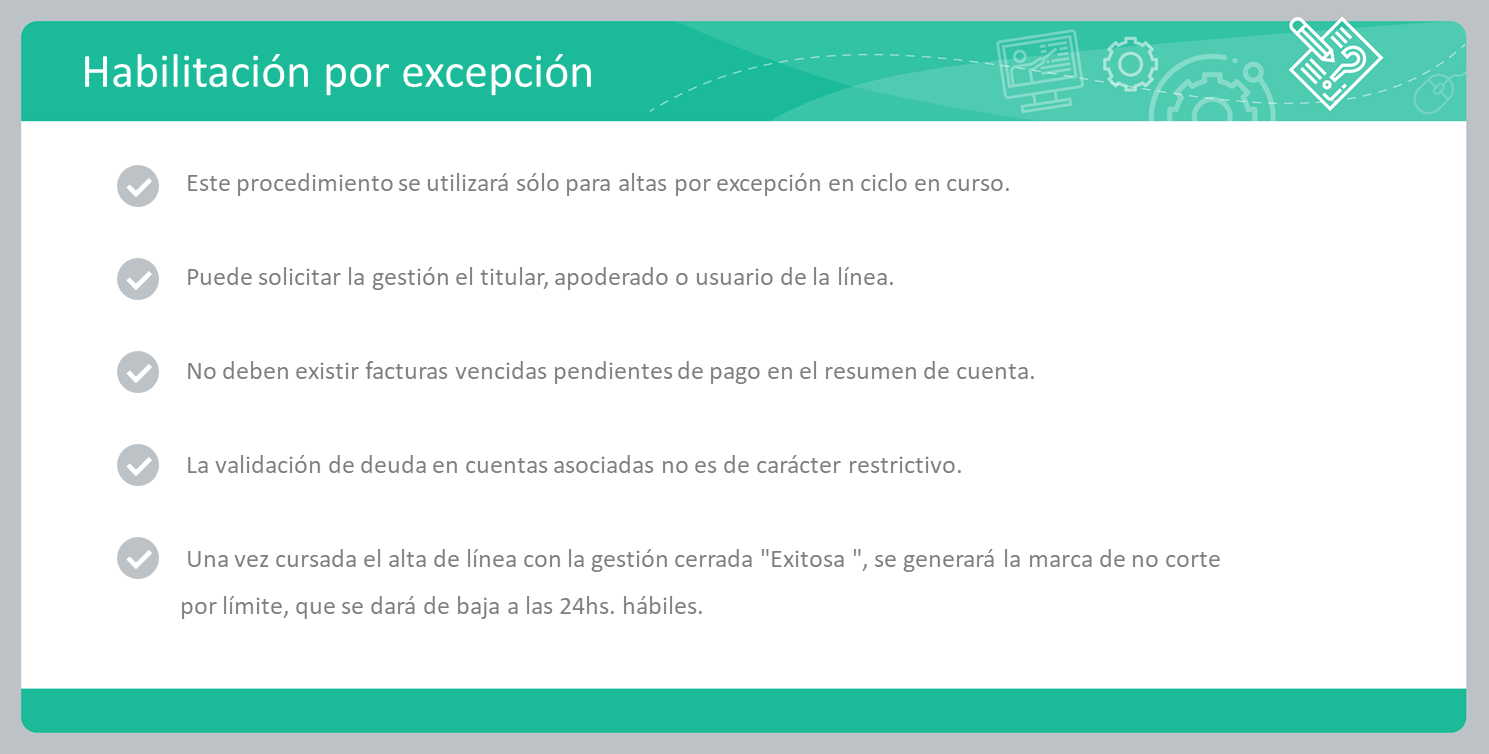 Habilitación por excepción
Este procedimiento se utilizará sólo para altas por excepción en ciclo en curso.
Puede solicitar la gestión el titular, apoderado o usuario de la línea.
No deben existir facturas vencidas pendientes de pago en el resumen de cuenta.
La validación de deuda en cuentas asociadas no es de carácter restrictivo.
Una vez cursada el alta de línea con la gestión cerrada "Exitosa ", se generará la marca de no corte
por límite, que se dará de baja a las 24hs. hábiles.